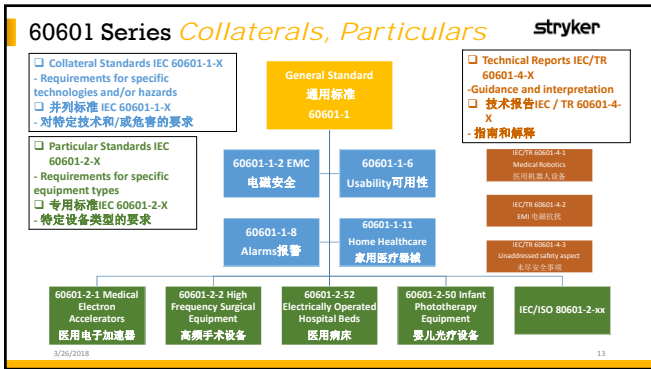 60601 Series Collaterals, Particulars
stryker
❑ Collateral Standards IEC 60601-1-X
- Requirements for specific
technologies and/or hazards
❑ 并列标准 IEC 60601-1-X
- 对特定技术和/或危害的要求
❑ Particular Standards IEC
60601-2-X
- Requirements for specific
equipment types
❑ 专用标准IEC 60601-2-X
- 特定设备类型的要求
General Standard
通用标准
60601-1
❑ Technical Reports IEC/TR
60601-4-X
-Guidance and interpretation
❑ 技术报告IEC / TR 60601-4-
X
- 指南和解释
60601-1-2 EMC
电磁安全
60601-1-6
Usability可用性
60601-1-8
Alarms报警
60601-1-11
Home Healthcare
家用医疗器械
IEC/TR 60601-4-1
Medical Robotics
医用机器人设备
IEC/TR 60601-4-2
EMI 电磁抗扰
IEC/TR 60601-4-3
Unaddressed safety aspect
未尽安全事项
60601-2-1 Medical
Electron
Accelerators
医用电子加速器
60601-2-2 High
Frequency Surgical
Equipment
高频手术设备
60601-2-52
Electrically Operated
Hospital Beds
医用病床
60601-2-50 Infant
Phototherapy
Equipment
婴儿光疗设备
IEC/ISO 80601-2-xx
3/26/2018
13